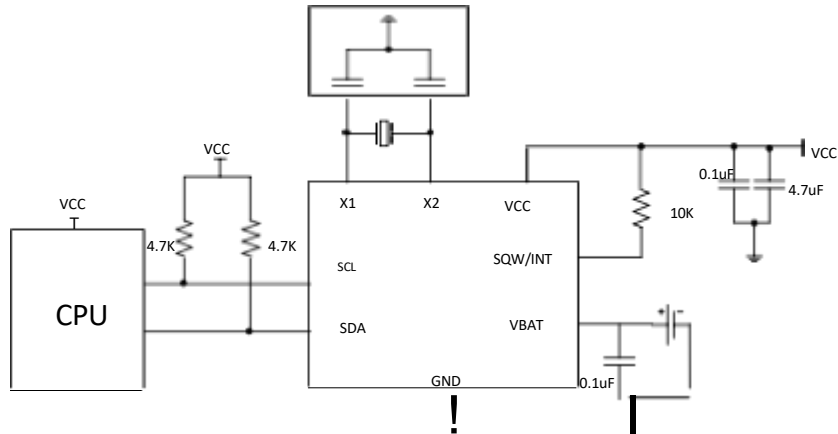 VCC
VCC
4.7K
4.7K
CPU
X1
X2
VCC
SCL
SQW/INT
SDA
VBAT
GND
10K
0.1uF
4.7uF
VCC
+
-
0.1uF
!